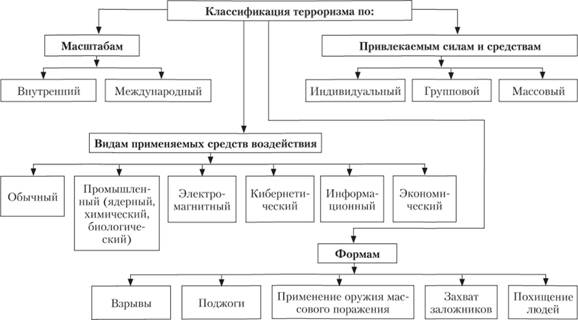 Классификация терроризма по:
Масштабам
Привлекаемым силам и средствам
Внутренний
Международный
Индивидуальный
Групповой
Массовый
Видам применяемых средств воздействия
Обычный
Промышлен-
ный (ядерный,
химический,
биологиче-
ский)
Электро-
магнитный
Кибернети-
ческий
Информа-
ционный
Экономи-
ческий
Формам
Взрывы
Поджоги
Применение оружия мас-
сового поражения
Захват
заложников
Похищение
людей